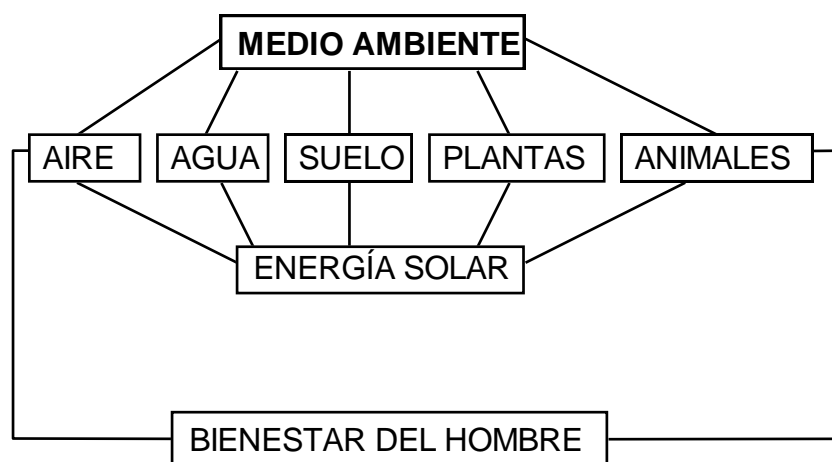 MEDIO AMBIENTE
AIRE
AGUA
SUELO
PLANTAS
ANIMALES
ENERGÍA SOLAR
BIENESTAR DEL HOMBRE